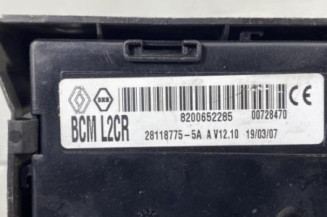 8200652285 00728470
BCM L2CR 28118775-5A A V12.10 19/03/07